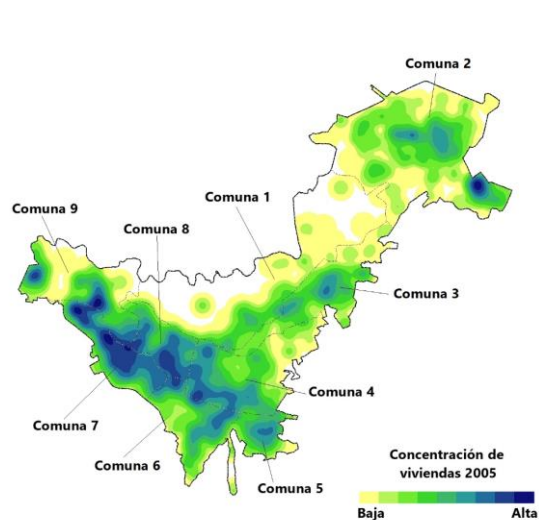 Comuna 2
Comuna 1
Comuna 9
Comuna 8
Comuna 3
Comuna 4
Comuna 7
Comuna 6
Comuna 5
Concentración de
viviendas 2005
Baja Alta